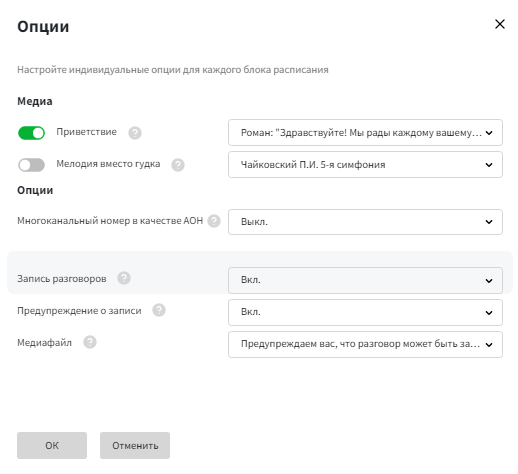 Опции
Настройте индивидуальные опции для каждого блока расписания
Медиа
Приветствие ? Роман: "Здравствуйте! Мы рады каждому вашему...
Мелодия вместо гудка ? Чайковский П.И. 5-я симфония
Опции
Многоканальный номер в качестве АОН ? Выкл.
Запись разговоров ? Вкл.
Предупреждение о записи ? Вкл.
Медиафайл ? Предупреждаем вас, что разговор может быть за...
ОК Отменить